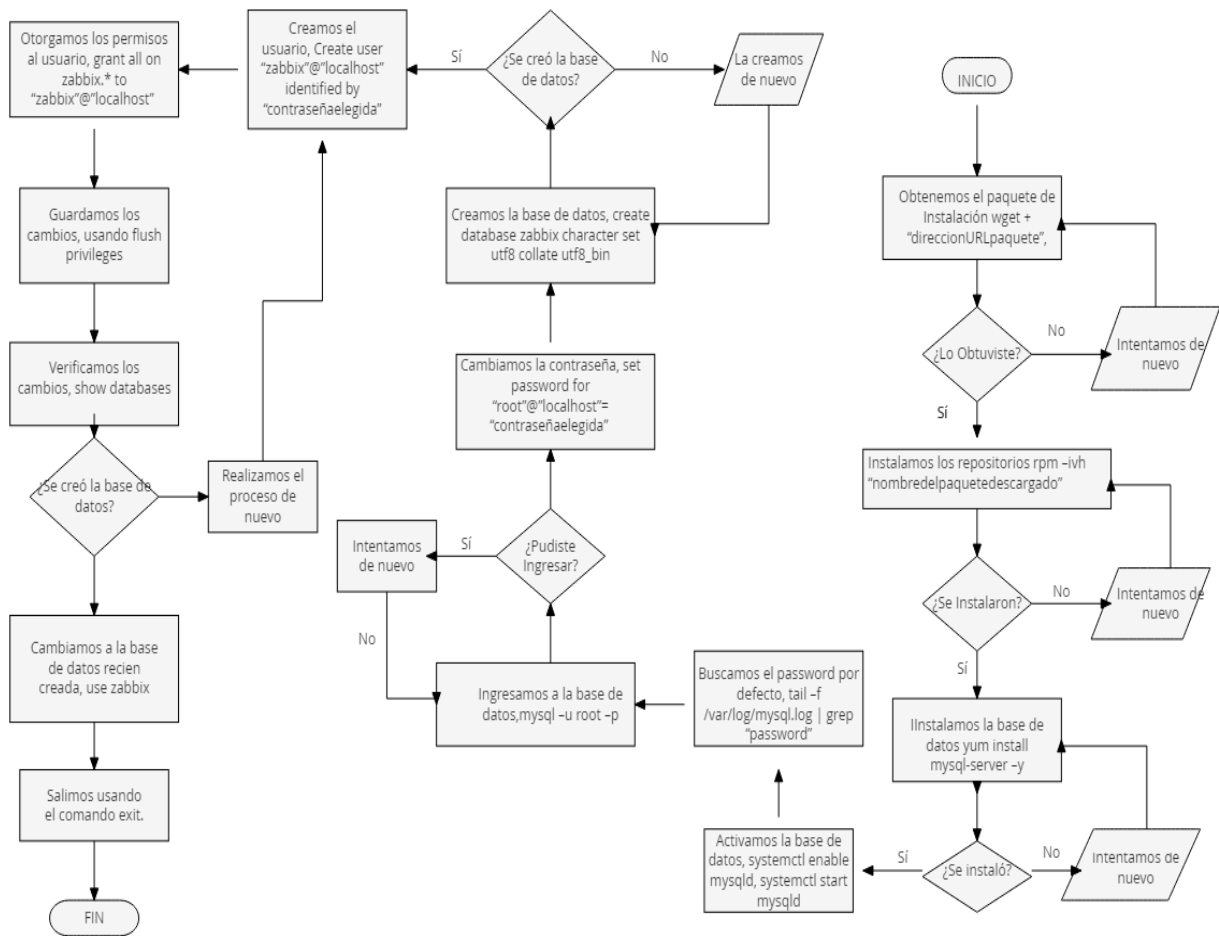 INICIO
Obtenemos el paquete de
Instalación wget +
“direccionURLpaquete”,
¿Lo Obtuviste?
No
Intentamos de
nuevo
Sí
Instalamos los repositorios rpm –ivh
“nombredelpaquetedescargado”
¿Se Instalaron?
No
Intentamos de
nuevo
Sí
IInstalamos la base de
datos yum install
mysql-server –y
¿Se instaló?
No
Intentamos de
nuevo
Sí
Activamos la base de
datos, systemctl enable
mysqld, systemctl start
mysqld
Buscamos el password por
defecto, tail –f
/var/log/mysql.log | grep
“password”
Ingresamos a la base de
datos,mysql –u root –p
¿Pudiste
Ingresar?
Sí
Intentamos
de nuevo
No
Cambiamos la contraseña, set
password for
“root”@”localhost”=
“contraseñaelegida”
Creamos la base de datos, create
database zabbix character set
utf8 collate utf8_bin
¿Se creó la base
de datos?
No
La creamos
de nuevo
Sí
Creamos el
usuario, Create user
“zabbix”@”localhost”
identified by
“contraseñaelegida”
Otorgamos los permisos
al usuario, grant all on
zabbix.* to
“zabbix”@”localhost”
Guardamos los
cambios, usando flush
privileges
Verificamos los
cambios, show databases
¿Se creó la base de
datos?
Realizamos el
proceso de
nuevo
Cambiamos a la base
de datos recien
creada, use zabbix
Salimos usando
el comando exit.
FIN